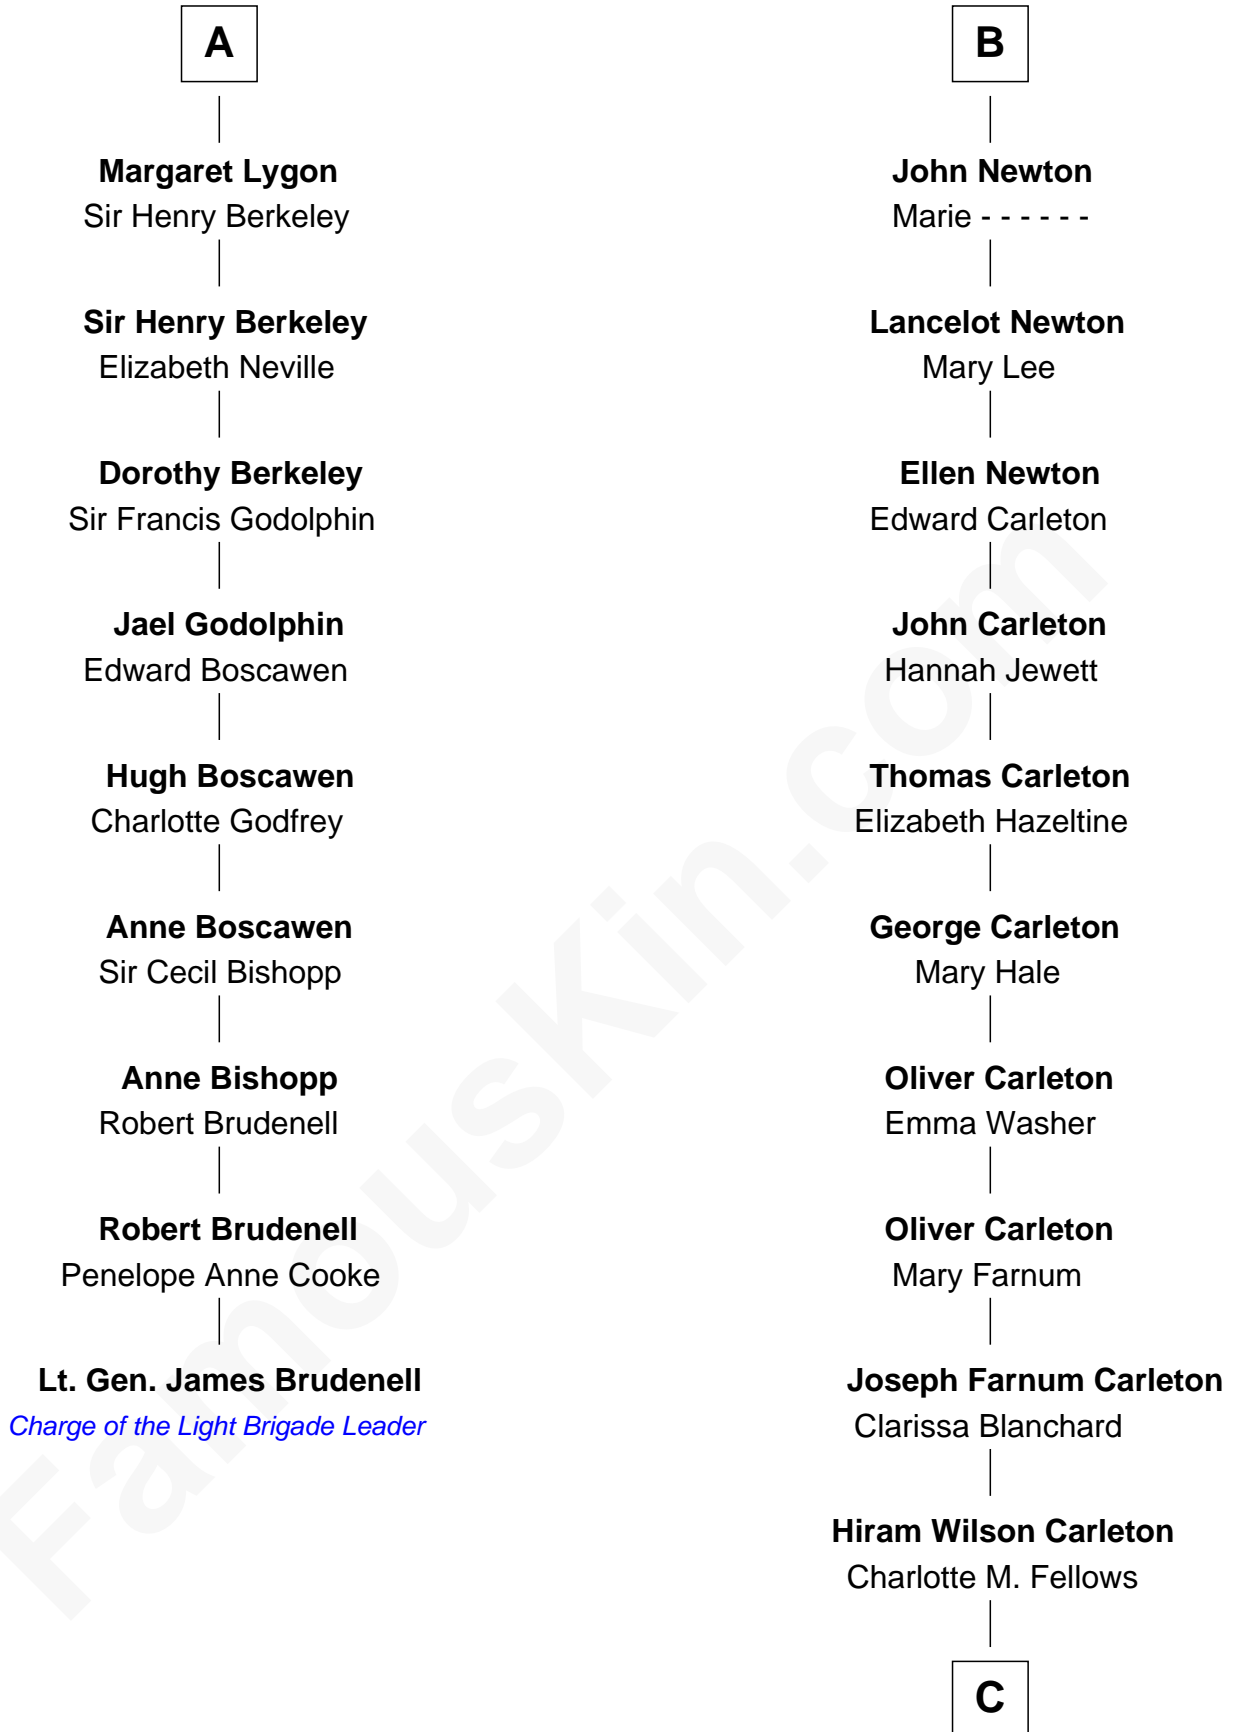 A
Margaret Lygon
Sir Henry Berkeley
Sir Henry Berkeley
Elizabeth Neville
Dorothy Berkeley
Sir Francis Godolphin
Jael Godolphin
Edward Boscawen
Hugh Boscawen
Charlotte Godfrey
Anne Boscawen
Sir Cecil Bishopp
Anne Bishopp
Robert Brudenell
Robert Brudenell
Penelope Anne Cooke
Lt. Gen. James Brudenell
Charge of the Light Brigade Leader
B
John Newton
Marie - - - - - -
Lancelot Newton
Mary Lee
Ellen Newton
Edward Carleton
John Carleton
Hannah Jewett
Thomas Carleton
Elizabeth Hazeltine
George Carleton
Mary Hale
Oliver Carleton
Emma Washer
Oliver Carleton
Mary Farnum
Joseph Farnum Carleton
Clarissa Blanchard
Hiram Wilson Carleton
Charlotte M. Fellows
C
FamousKin.com